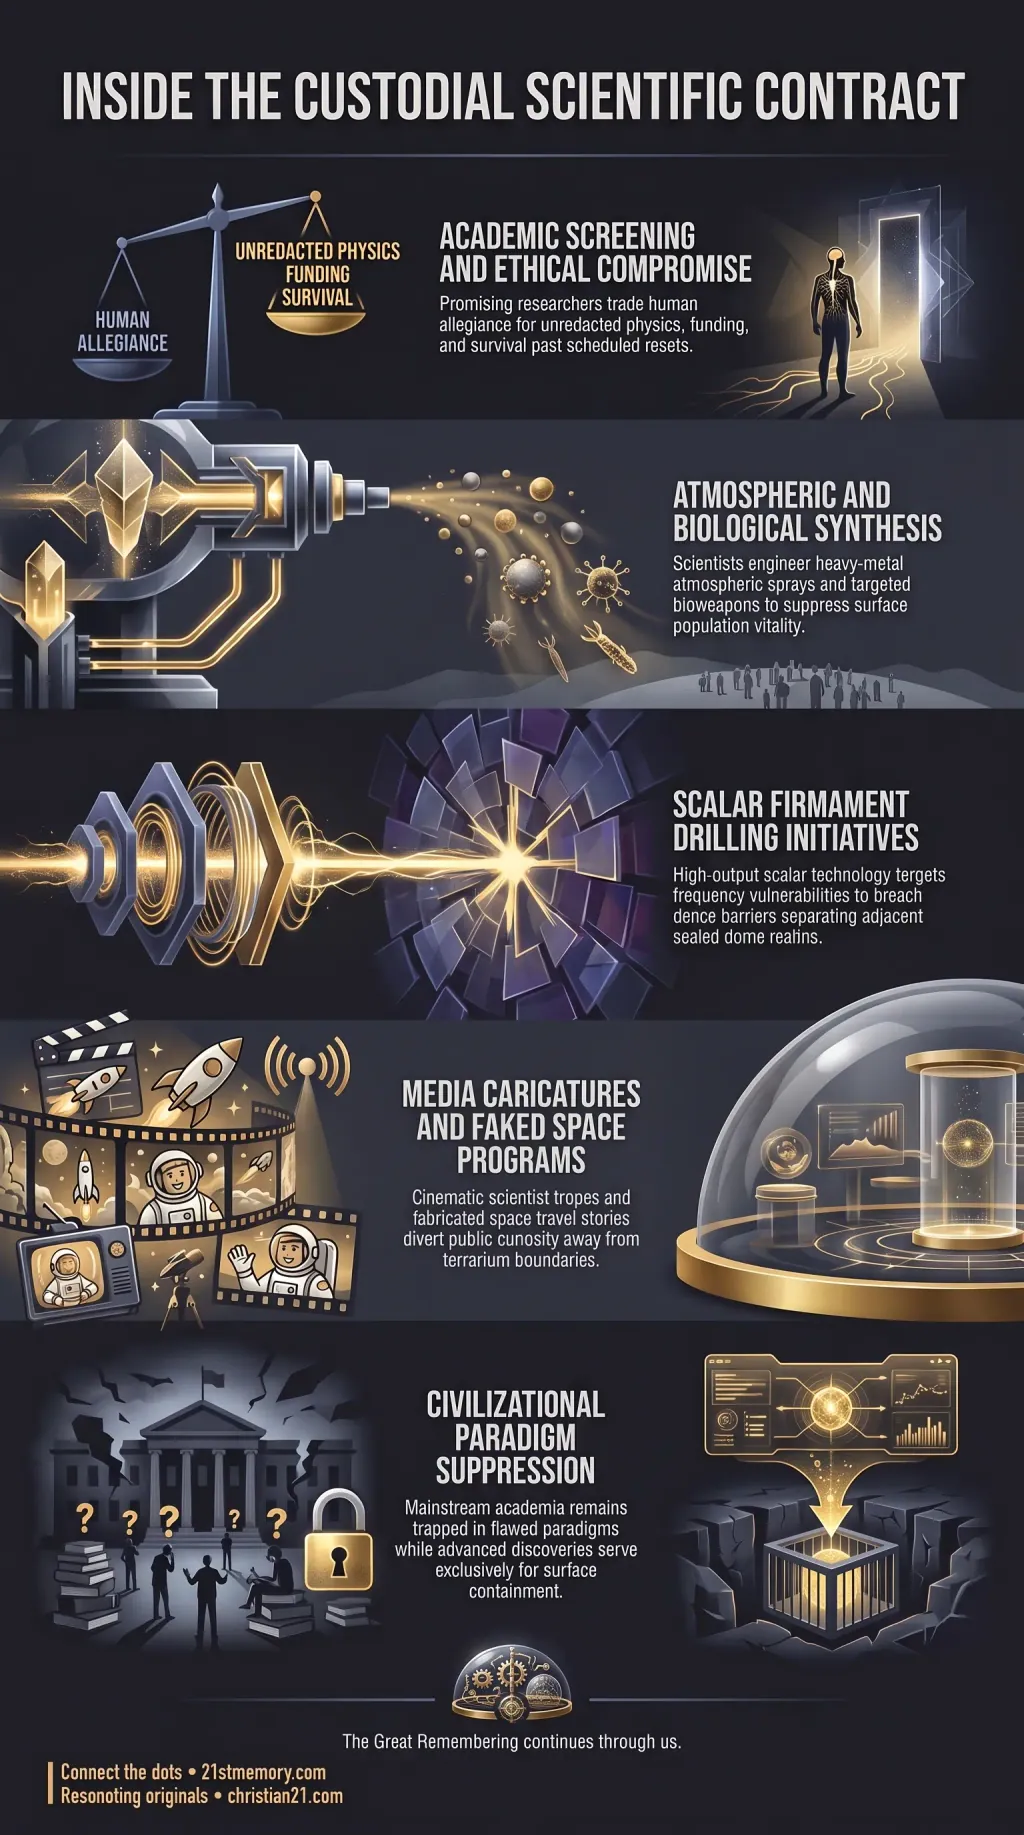 INSIDE THE CUSTODIAL SCIENTIFIC CONTRACT
HUMAN
ALLEGIANCE
UNREDACTED PHYSICS
FUNDING
SURVIVAL
ACADEMIC SCREENING
AND ETHICAL COMPROMISE
Promising researchers trade human
allegiance for unredacted physics, funding,
and survival past scheduled resets.
ATMOSPHERIC AND
BIOLOGICAL SYNTHESIS
Scientists engineer heavy-metal
atmospheric sprays and targeted
bioweapons to suppress surface
population vitality.
SCALAR FIRMAMENT
DRILLING INITIATIVES
High-output scalar technology targets
frequency vulnerabilities to breach
dence barriers separating adjacent
sealed dome realins.
MEDIA CARICATURES
AND FAKED SPACE
PROGRAMS
Cinematic scientist tropes and
fabricated space travel stories
divert public cunosity away from
terrarium boundaries.
CIVILIZATIONAL
PARADIGM
SUPPRESSION
Mainstream academia remains
trapped in flawed paradigms
while advanced discoveries serve
exclusively for surface
containment.
? ? ? ? ?
The Great Remembering continues through us.
Connect the dots • 21stmemory.com
Resonoting originals • christian21.com